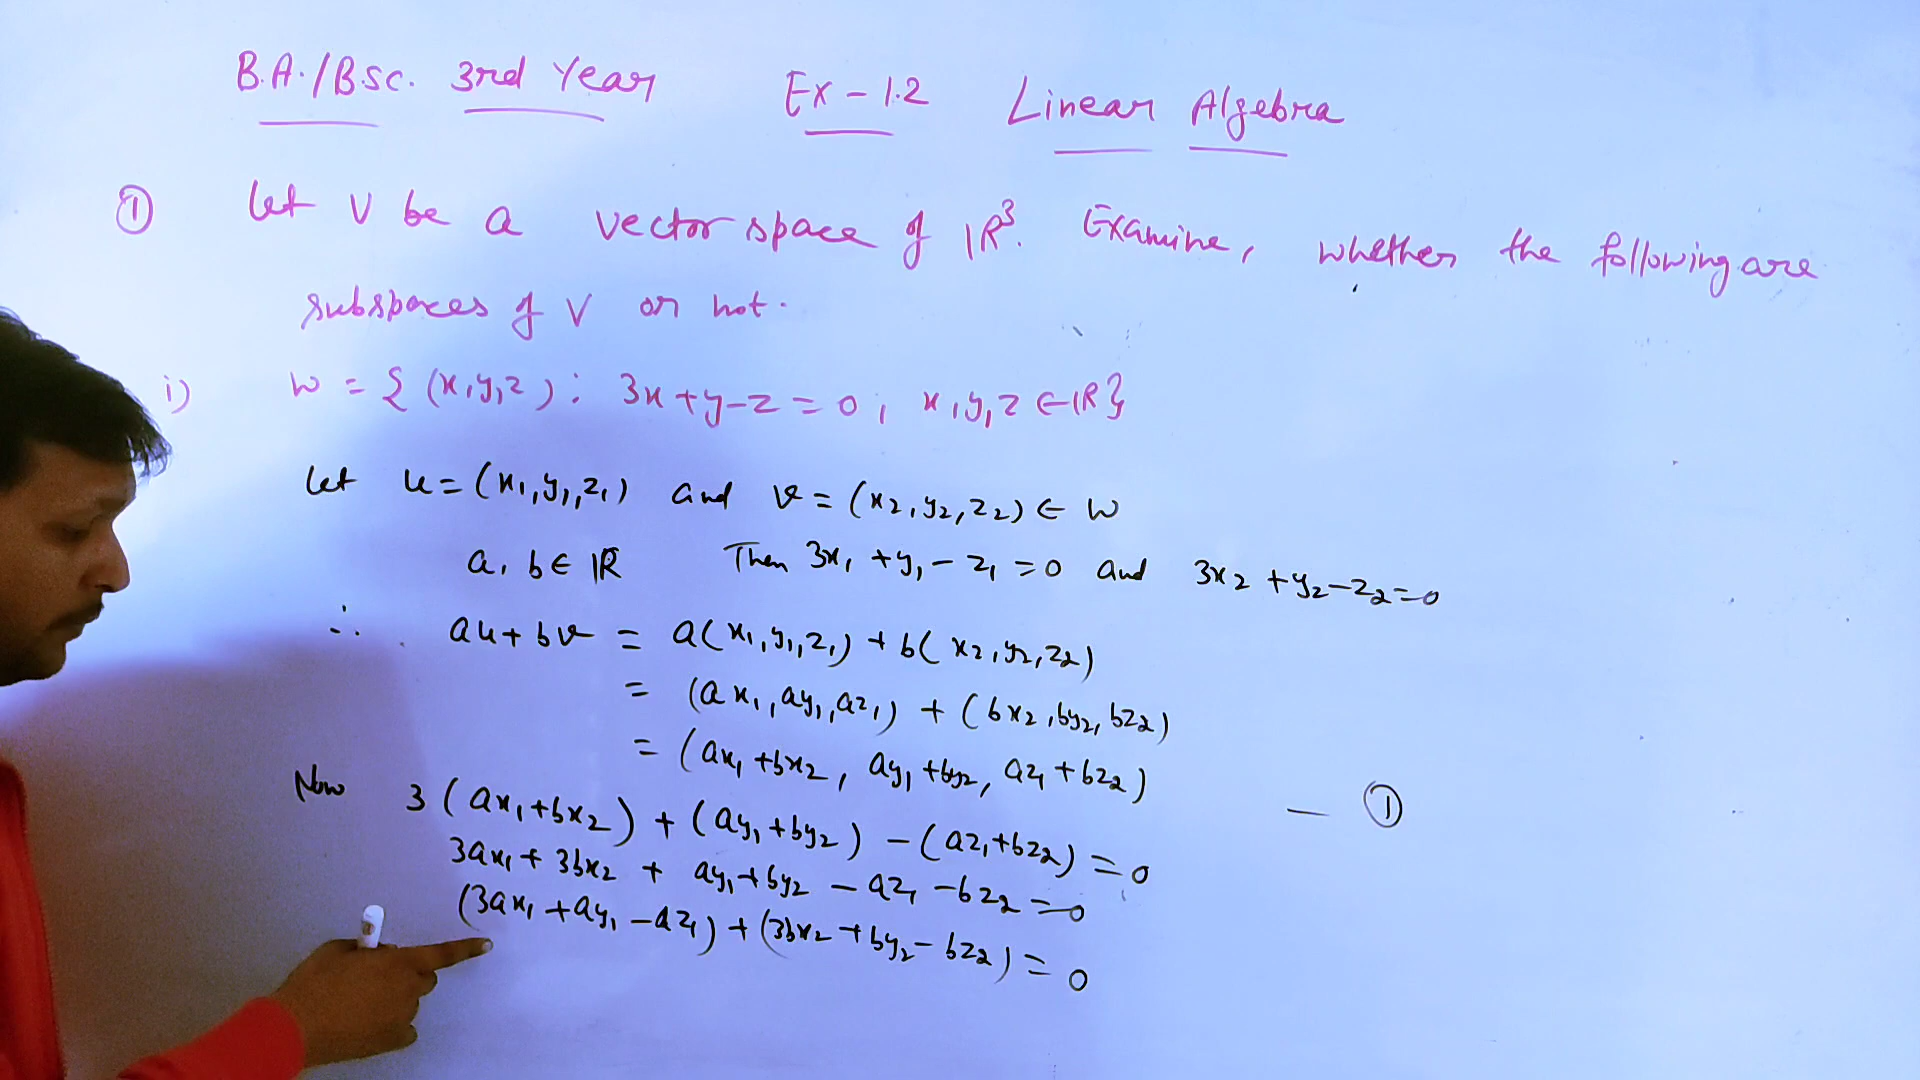 B.A./B.sc. 3rd Year Ex - 1.2 Linear Algebra
① Let V be a vector space of ℝ³. Examine, whether the following are
subspaces of V or not.
i) W = { (x,y,z) : 3x+y-z = 0, x,y,z ∈ ℝ}
Let u = (x₁,y₁,z₁) and v = (x₂,y₂,z₂) ∈ W
a, b ∈ ℝ Then 3x₁ + y₁ - z₁ = 0 and 3x₂ + y₂ - z₂ = 0
∴ au + bv = a(x₁,y₁,z₁) + b(x₂,y₂,z₂)
= (ax₁,ay₁,az₁) + (bx₂,by₂,bz₂)
= (ax₁+bx₂, ay₁+by₂, az₁+bz₂) — ①
Now 3(ax₁+bx₂) + (ay₁+by₂) - (az₁+bz₂) = 0
3ax₁ + 3bx₂ + ay₁+by₂ - az₁ - bz₂ = 0
(3ax₁ + ay₁ - az₁) + (3bx₂ + by₂ - bz₂) = 0